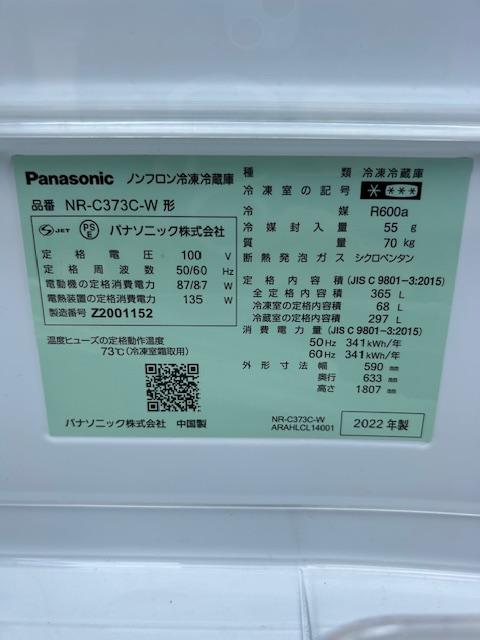 Panasonic ノンフロン冷凍冷蔵庫
品番 NR-C373C-W 形
S JET PS E パナソニック株式会社
定格電圧 100 V
定格周波数 50/60 Hz
電動機の定格消費電力 87/87 W
電熱装置の定格消費電力 135 W
製造番号 Z2001152
温度ヒューズの定格動作温度
73℃(冷凍室霜取用)
パナソニック株式会社 中国製
種類 冷凍冷蔵庫
冷凍室の記号 * ***
冷媒 R600a
冷媒封入量 55 g
質量 70 kg
断熱発泡ガス シクロペンタン
定格内容積 (JIS C 9801-3:2015)
全定格内容積 365 L
冷凍室の定格内容積 68 L
冷蔵室の定格内容積 297 L
消費電力量 (JIS C 9801-3:2015)
50Hz 341 kWh/年
60Hz 341 kWh/年
外形寸法 幅 590 mm
奥行 633 mm
高さ 1807 mm
NR-C373C-W
ARAHLCL14001
2022 年製